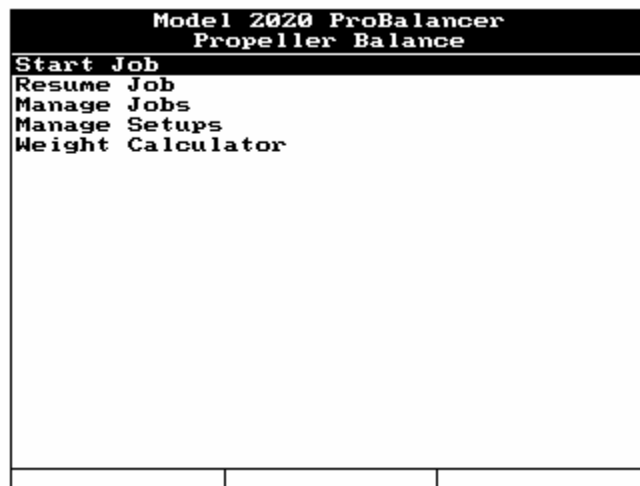 Model 2020 ProBalancer
Propeller Balance
Start Job
Resume Job
Manage Jobs
Manage Setups
Weight Calculator